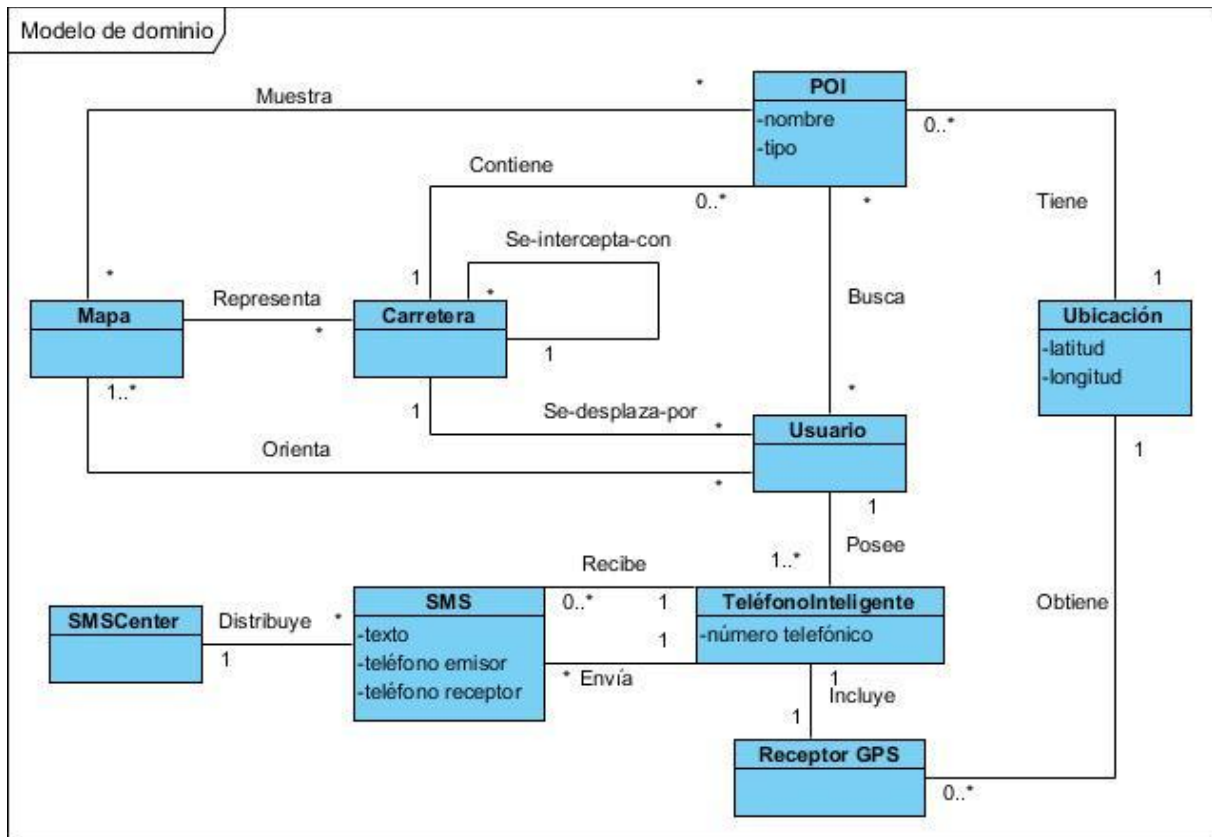 Modelo de dominio
POI
-nombre
-tipo
*
Muestra
0..*
Contiene
0..*
*
Tiene
Se-intercepta-con
*
1
*
1
Representa
*
Busca
Mapa
Carretera
Ubicación
-latitud
-longitud
1
1..*
1
Se-desplaza-por
*
*
Usuario
Orienta
*
1
1
Posee
1..*
Recibe
SMS
-texto
-teléfono emisor
-teléfono receptor
0..*
1
TeléfonoInteligente
-número telefónico
Obtiene
SMSCenter
Distribuye
*
1
1
* Envía
1
Incluye
1
Receptor GPS
0..*